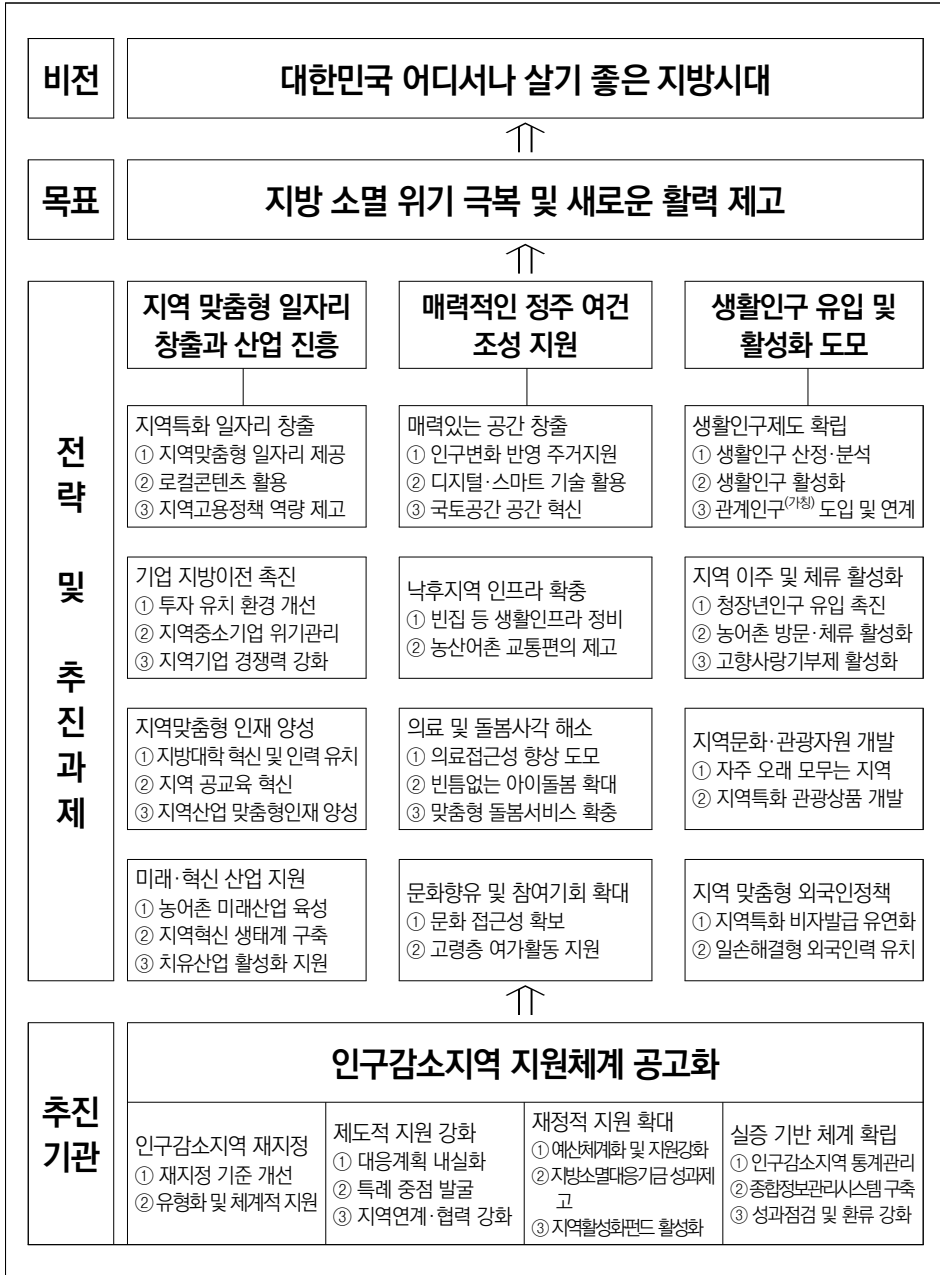 비전
대한민국 어디서나 살기 좋은 지방시대
목표
지방 소멸 위기 극복 및 새로운 활력 제고
전략 및 추진과제
지역 맞춤형 일자리
창출과 산업 진흥
지역특화 일자리 창출
① 지역맞춤형 일자리 제공
② 로컬콘텐츠 활용
③ 지역고용정책 역량 제고
기업 지방이전 촉진
① 투자 유치 환경 개선
② 지역중소기업 위기관리
③ 지역기업 경쟁력 강화
지역맞춤형 인재 양성
① 지방대학 혁신 및 인력 유치
② 지역 공교육 혁신
③ 지역산업 맞춤형인재 양성
미래·혁신 산업 지원
① 농어촌 미래산업 육성
② 지역혁신 생태계 구축
③ 치유산업 활성화 지원
매력적인 정주 여건
조성 지원
매력있는 공간 창출
① 인구변화 반영 주거지원
② 디지털·스마트 기술 활용
③ 국토공간 공간 혁신
낙후지역 인프라 확충
① 빈집 등 생활인프라 정비
② 농산어촌 교통편의 제고
의료 및 돌봄사각 해소
① 의료접근성 향상 도모
② 빈틈없는 아이돌봄 확대
③ 맞춤형 돌봄서비스 확충
문화향유 및 참여기회 확대
① 문화 접근성 확보
② 고령층 여가활동 지원
생활인구 유입 및
활성화 도모
생활인구제도 확립
① 생활인구 산정·분석
② 생활인구 활성화
③ 관계인구(가칭) 도입 및 연계
지역 이주 및 체류 활성화
① 청장년인구 유입 촉진
② 농어촌 방문·체류 활성화
③ 고향사랑기부제 활성화
지역문화·관광자원 개발
① 자주 오래 모무는 지역
② 지역특화 관광상품 개발
지역 맞춤형 외국인정책
① 지역특화 비자발급 유연화
② 일손해결형 외국인력 유치
추진
기관
인구감소지역 지원체계 공고화
인구감소지역 재지정
① 재지정 기준 개선
② 유형화 및 체계적 지원
제도적 지원 강화
① 대응계획 내실화
② 특례 중점 발굴
③ 지역연계·협력 강화
재정적 지원 확대
① 예산체계화 및 지원강화
② 지방소멸대응기금 성과제
고
③ 지역활성화펀드 활성화
실증 기반 체계 확립
① 인구감소지역 통계관리
② 종합정보관리시스템 구축
③ 성과점검 및 환류 강화